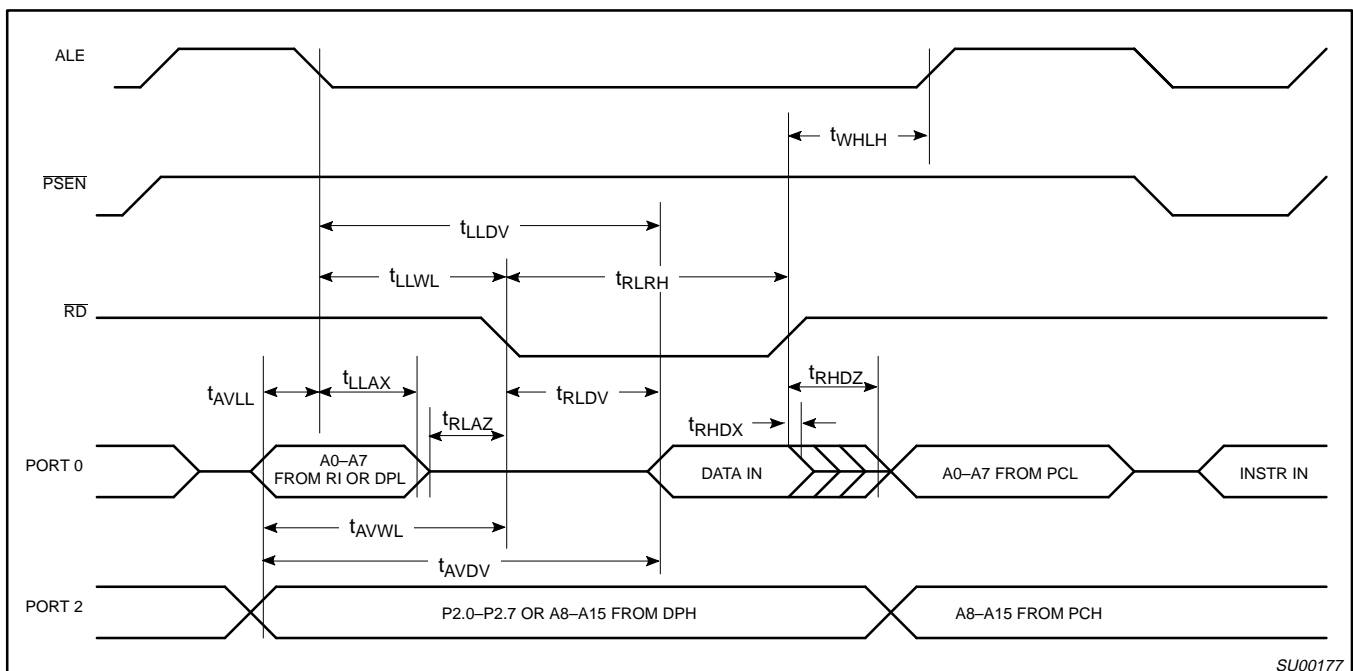 ALE
tWHLH
PSEN
tLLDV
tLLWL
tRLRH
RD
tAVLL
tLLAX
tRLAZ
tRLDV
tRHDZ
tRHDX
PORT 0
A0–A7
FROM RI OR DPL
DATA IN
A0–A7 FROM PCL
INSTR IN
tAVWL
tAVDV
PORT 2
P2.0–P2.7 OR A8–A15 FROM DPH
A8–A15 FROM PCH
SU00177